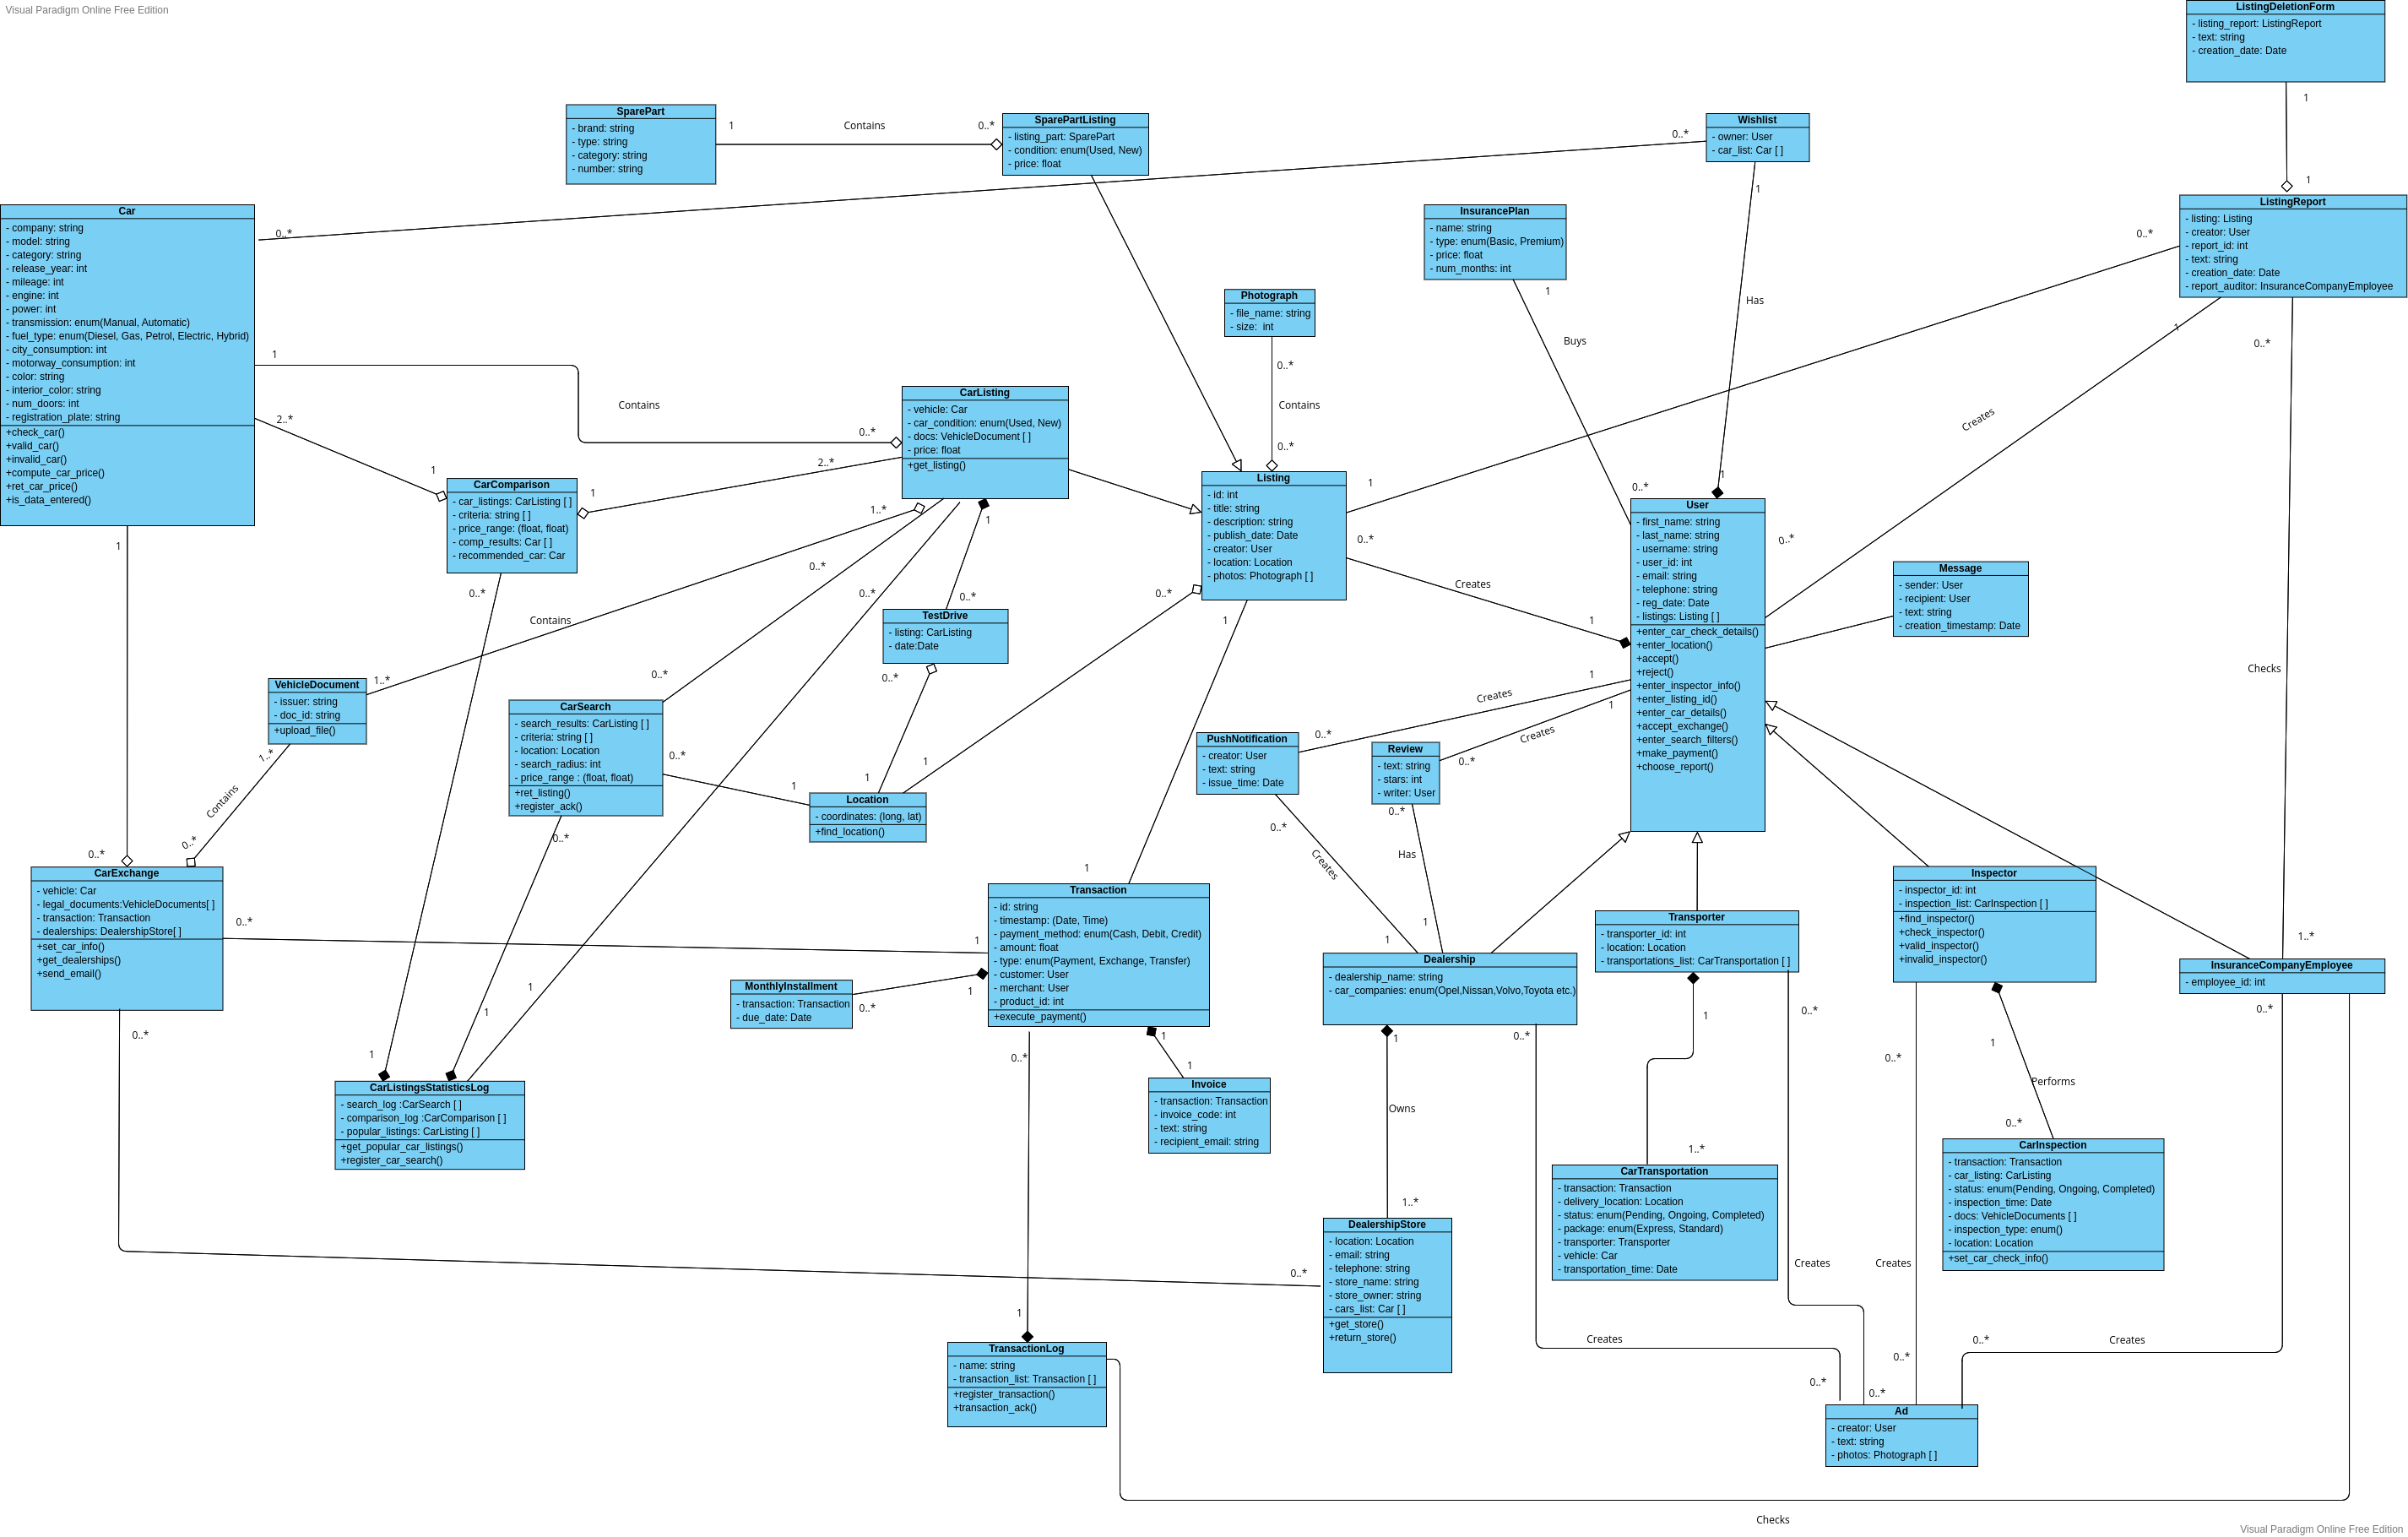 Visual Paradigm Online Free Edition
ListingDeletionForm
- listing_report: ListingReport
- text: string
- creation_date: Date
1
1
SparePart
- brand: string
- type: string
- category: string
- number: string
1
Contains
0..*
SparePartListing
- listing_part: SparePart
- condition: enum(Used, New)
- price: float
0..*
Wishlist
- owner: User
- car_list: Car [ ]
1
Has
1
Car
- company: string
- model: string
- category: string
- release_year: int
- mileage: int
- engine: int
- power: int
- transmission: enum(Manual, Automatic)
- fuel_type: enum(Diesel, Gas, Petrol, Electric, Hybrid)
- city_consumption: int
- motorway_consumption: int
- color: string
- interior_color: string
- num_doors: int
- registration_plate: string
+check_car()
+valid_car()
+invalid_car()
+compute_car_price()
+ret_car_price()
+is_data_entered()
0..*
1
Contains
0..*
2..*
1
1
InsurancePlan
- name: string
- type: enum(Basic, Premium)
- price: float
- num_months: int
1
Buys
0..*
ListingReport
- listing: Listing
- creator: User
- report_id: int
- text: string
- creation_date: Date
- report_auditor: InsuranceCompanyEmployee
0..*
1
0..*
Creates
0..*
Checks
1..*
Photograph
- file_name: string
- size:  int
0..*
Contains
0..*
CarListing
- vehicle: Car
- car_condition: enum(Used, New)
- docs: VehicleDocument [ ]
- price: float
+get_listing()
2..*
1
1..*
1
0..*
0..*
0..*
CarComparison
- car_listings: CarListing [ ]
- criteria: string [ ]
- price_range: (float, float)
- comp_results: Car [ ]
- recommended_car: Car
0..*
Listing
- id: int
- title: string
- description: string
- publish_date: Date
- creator: User
- location: Location
- photos: Photograph [ ]
1
0..*
Creates
1
0..*
1
User
- first_name: string
- last_name: string
- username: string
- user_id: int
- email: string
- telephone: string
- reg_date: Date
- listings: Listing [ ]
+enter_car_check_details()
+enter_location()
+accept()
+reject()
+enter_inspector_info()
+enter_listing_id()
+enter_car_details()
+accept_exchange()
+enter_search_filters()
+make_payment()
+choose_report()
Message
- sender: User
- recipient: User
- text: string
- creation_timestamp: Date
Contains
TestDrive
- listing: CarListing
- date:Date
0..*
1
VehicleDocument
- issuer: string
- doc_id: string
+upload_file()
1..*
1..*
Contains
0..*
CarSearch
- search_results: CarListing [ ]
- criteria: string [ ]
- location: Location
- search_radius: int
- price_range : (float, float)
+ret_listing()
register_ack()
0..*
0..*
1
0..*
Location
- coordinates: (long, lat)
+find_location()
1
PushNotification
- creator: User
- text: string
- issue_time: Date
0..*
Creates
1
0..*
Creates
1
Review
- text: string
- stars: int
- writer: User
0..*
Creates
1
0..*
Has
1
CarExchange
- vehicle: Car
- legal_documents:VehicleDocuments[ ]
- transaction: Transaction
- dealerships: DealershipStore[ ]
+set_car_info()
+get_dealerships()
+send_email()
0..*
0..*
1
0..*
Transaction
- id: string
- timestamp: (Date, Time)
- payment_method: enum(Cash, Debit, Credit)
- amount: float
- type: enum(Payment, Exchange, Transfer)
- customer: User
- merchant: User
- product_id: int
+execute_payment()
1
1
0..*
1
1
0..*
1
MonthlyInstallment
- transaction: Transaction
- due_date: Date
Invoice
- transaction: Transaction
- invoice_code: int
- text: string
- recipient_email: string
Dealership
- dealership_name: string
- car_companies: enum(Opel,Nissan,Volvo,Toyota etc.)
1
Owns
1..*
0..*
Creates
0..*
Transporter
- transporter_id: int
- location: Location
- transportations_list: CarTransportation [ ]
1
1..*
0..*
Creates
0..*
Inspector
- inspector_id: int
- inspection_list: CarInspection [ ]
+find_inspector()
+check_inspector()
+valid_inspector()
+invalid_inspector()
0..*
Creates
0..*
1
Performs
0..*
InsuranceCompanyEmployee
- employee_id: int
0..*
Creates
0..*
CarListingsStatisticsLog
- search_log :CarSearch [ ]
- comparison_log :CarComparison [ ]
- popular_listings: CarListing [ ]
+get_popular_car_listings()
+register_car_search()
1
1
1
CarTransportation
- transaction: Transaction
- delivery_location: Location
- status: enum(Pending, Ongoing, Completed)
- package: enum(Express, Standard)
- transporter: Transporter
- vehicle: Car
- transportation_time: Date
CarInspection
- transaction: Transaction
- car_listing: CarListing
- status: enum(Pending, Ongoing, Completed)
- inspection_time: Date
- docs: VehicleDocuments [ ]
- inspection_type: enum()
- location: Location
+set_car_check_info()
DealershipStore
- location: Location
- email: string
- telephone: string
- store_name: string
- store_owner: string
- cars_list: Car [ ]
+get_store()
+return_store()
0..*
TransactionLog
- name: string
- transaction_list: Transaction [ ]
+register_transaction()
+transaction_ack()
Ad
- creator: User
- text: string
- photos: Photograph [ ]
Checks
Visual Paradigm Online Free Edition